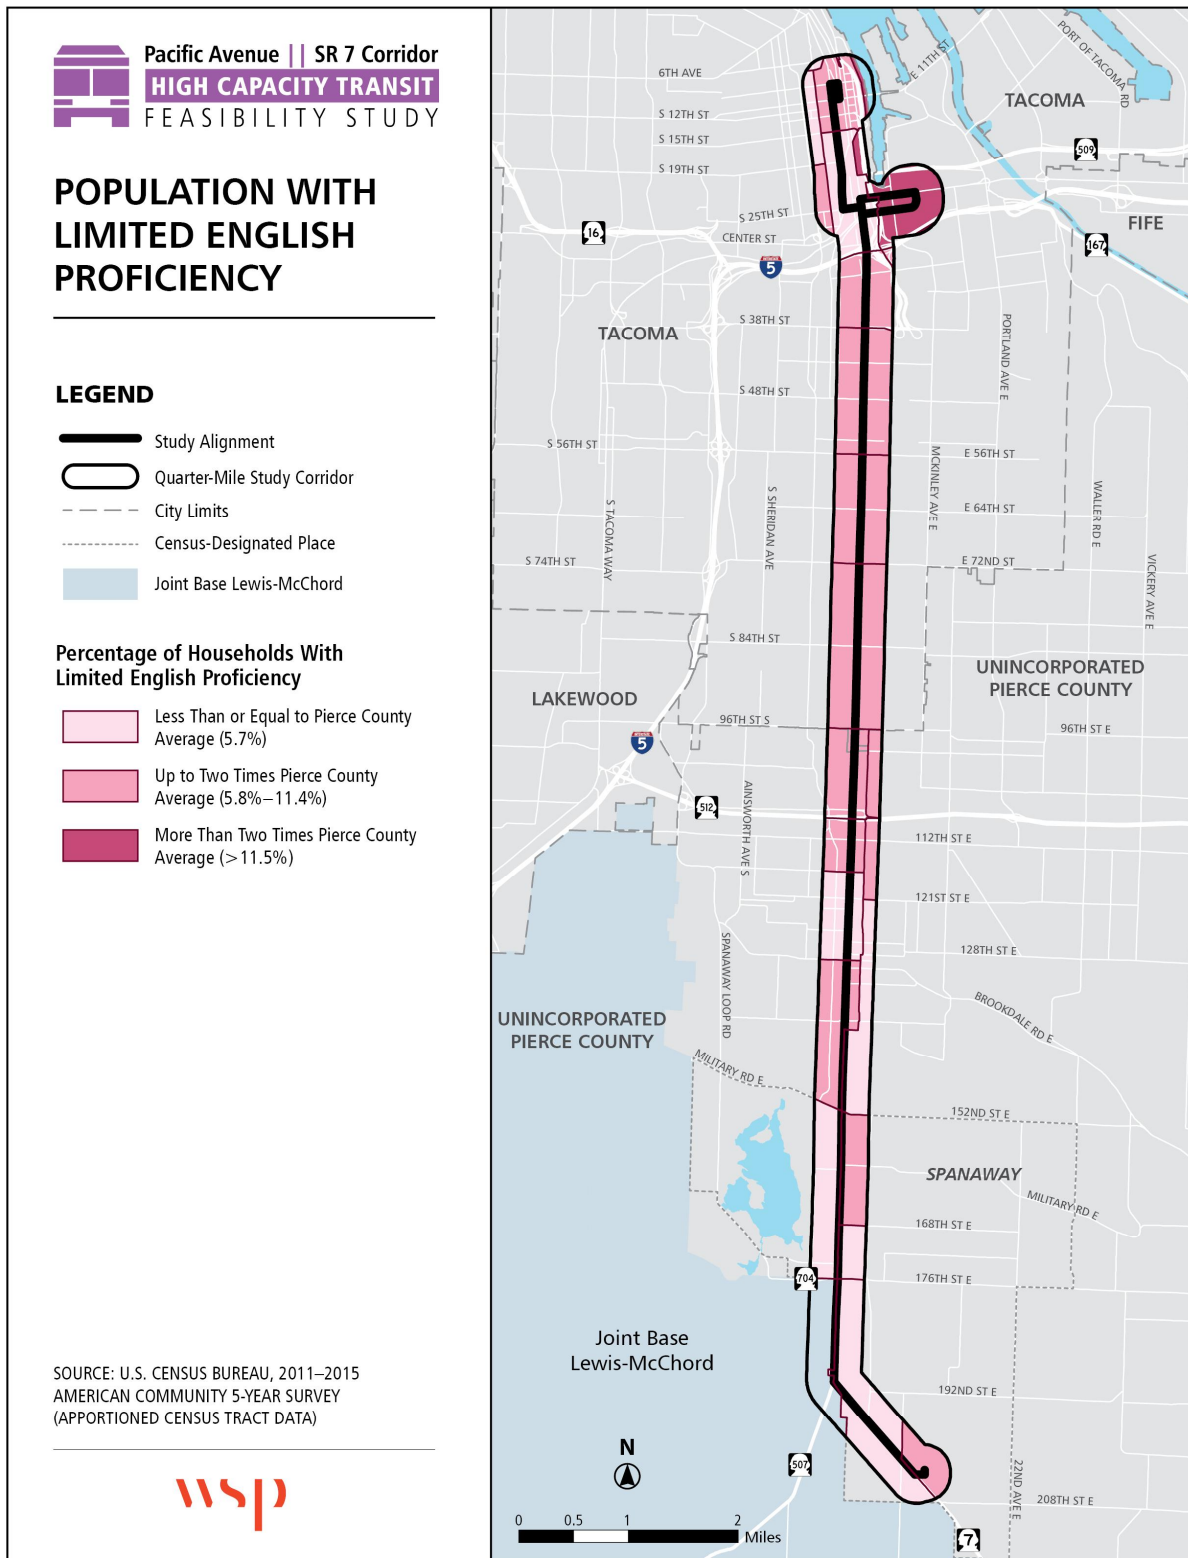 Pacific Avenue || SR 7 Corridor
HIGH CAPACITY TRANSIT
FEASIBILITY STUDY
POPULATION WITH
LIMITED ENGLISH
PROFICIENCY
LEGEND
Study Alignment
Quarter-Mile Study Corridor
City Limits
Census-Designated Place
Joint Base Lewis-McChord
Percentage of Households With
Limited English Proficiency
Less Than or Equal to Pierce County
Average (5.7%)
Up to Two Times Pierce County
Average (5.8%–11.4%)
More Than Two Times Pierce County
Average (>11.5%)
SOURCE: U.S. CENSUS BUREAU, 2011–2015
AMERICAN COMMUNITY 5-YEAR SURVEY
(APPORTIONED CENSUS TRACT DATA)
wsp
6TH AVE
S 12TH ST
S 15TH ST
S 19TH ST
E 11TH ST
PORT OF TACOMA RD
TACOMA
509
FIFE
167
S 25TH ST
CENTER ST
16
5
TACOMA
S 38TH ST
PORTLAND AVE E
S 48TH ST
S 56TH ST
MCKINLEY AVE E
E 56TH ST
WALLER RD E
S TACOMA WAY
S SHERIDAN AVE
E 64TH ST
S 74TH ST
E 72ND ST
VICKERY AVE E
S 84TH ST
UNINCORPORATED
PIERCE COUNTY
LAKEWOOD
96TH ST S
96TH ST E
5
512
AINSWORTH AVE S
112TH ST E
121ST ST E
SPANAWAY LOOP RD
128TH ST E
BROOKDALE RD E
UNINCORPORATED
PIERCE COUNTY
MILITARY RD E
152ND ST E
SPANAWAY
MILITARY RD E
168TH ST E
704
176TH ST E
Joint Base
Lewis-McChord
192ND ST E
N
507
22ND AVE E
208TH ST E
0 0.5 1 2
Miles
7